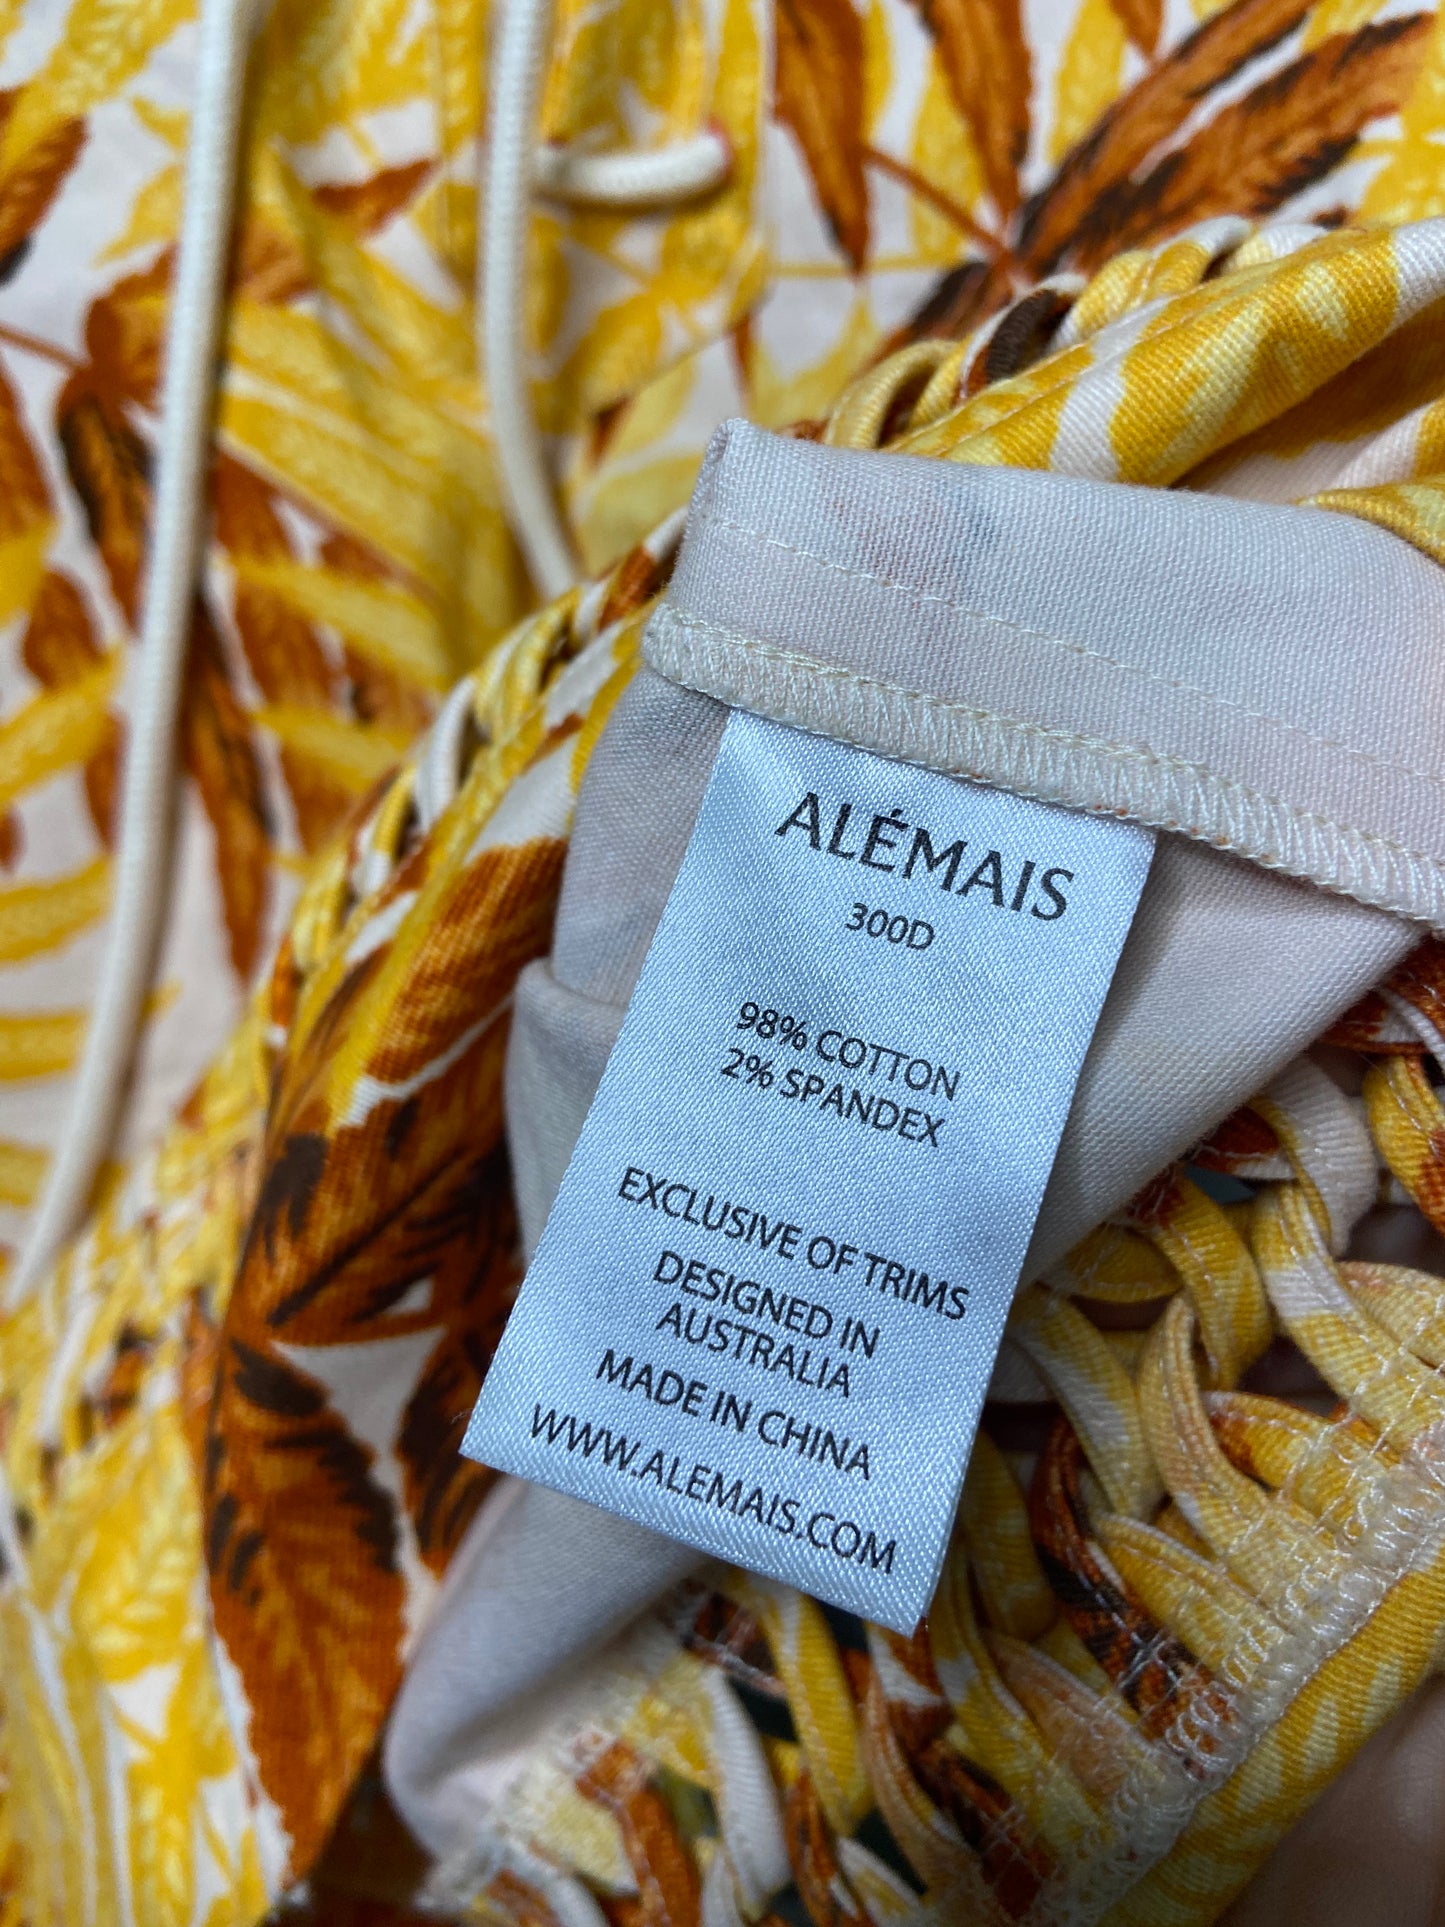 ALÉMAIS
300D
98% COTTON
2% SPANDEX
EXCLUSIVE OF TRIMS
DESIGNED IN
AUSTRALIA
MADE IN CHINA
WWW.ALEMAIS.COM